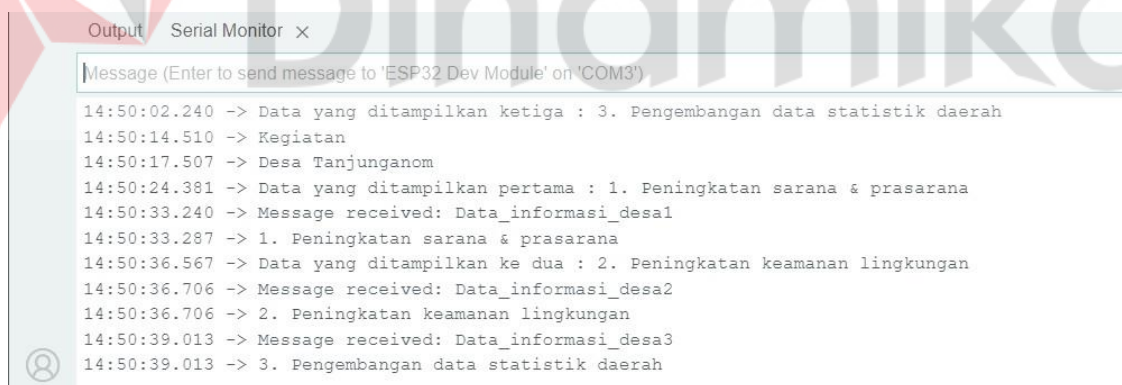 Dinamika
Output Serial Monitor ×
Message (Enter to send message to 'ESP32 Dev Module' on 'COM3')
14:50:02.240 -> Data yang ditampilkan ketiga : 3. Pengembangan data statistik daerah
14:50:14.510 -> Kegiatan
14:50:17.507 -> Desa Tanjunganom
14:50:24.381 -> Data yang ditampilkan pertama : 1. Peningkatan sarana & prasarana
14:50:33.240 -> Message received: Data_informasi_desa1
14:50:33.287 -> 1. Peningkatan sarana & prasarana
14:50:36.567 -> Data yang ditampilkan ke dua : 2. Peningkatan keamanan lingkungan
14:50:36.706 -> Message received: Data_informasi_desa2
14:50:36.706 -> 2. Peningkatan keamanan lingkungan
14:50:39.013 -> Message received: Data_informasi_desa3
14:50:39.013 -> 3. Pengembangan data statistik daerah